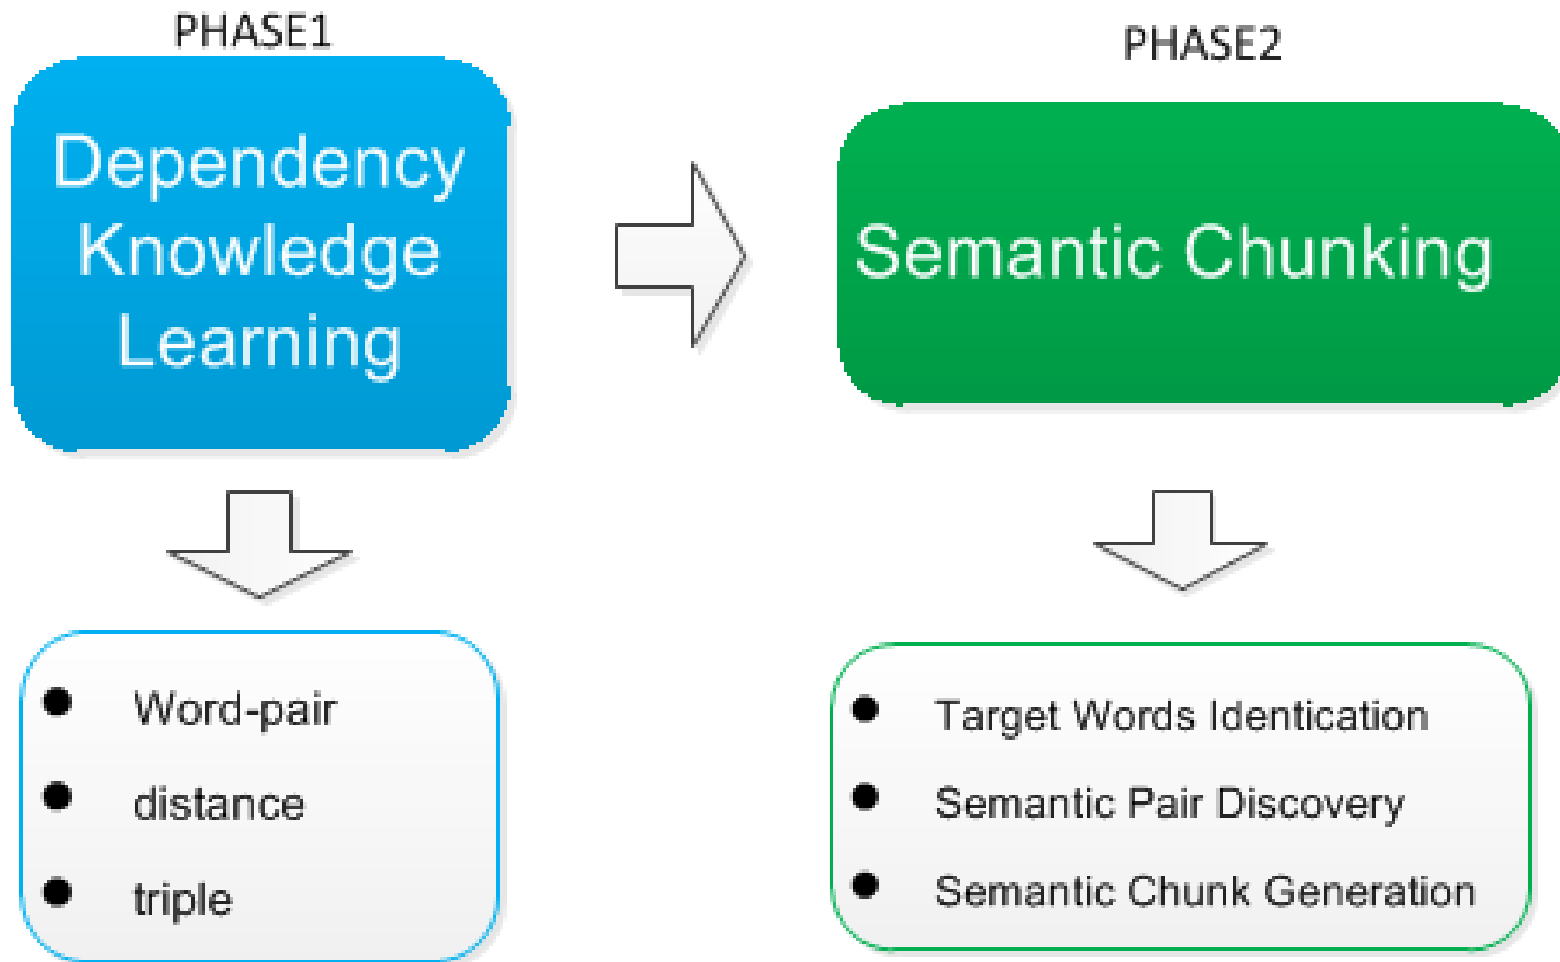 PHASE1
Dependency
Knowledge
Learning
Word-pair
distance
triple
PHASE2
Semantic Chunking
Target Words Identication
Semantic Pair Discovery
Semantic Chunk Generation